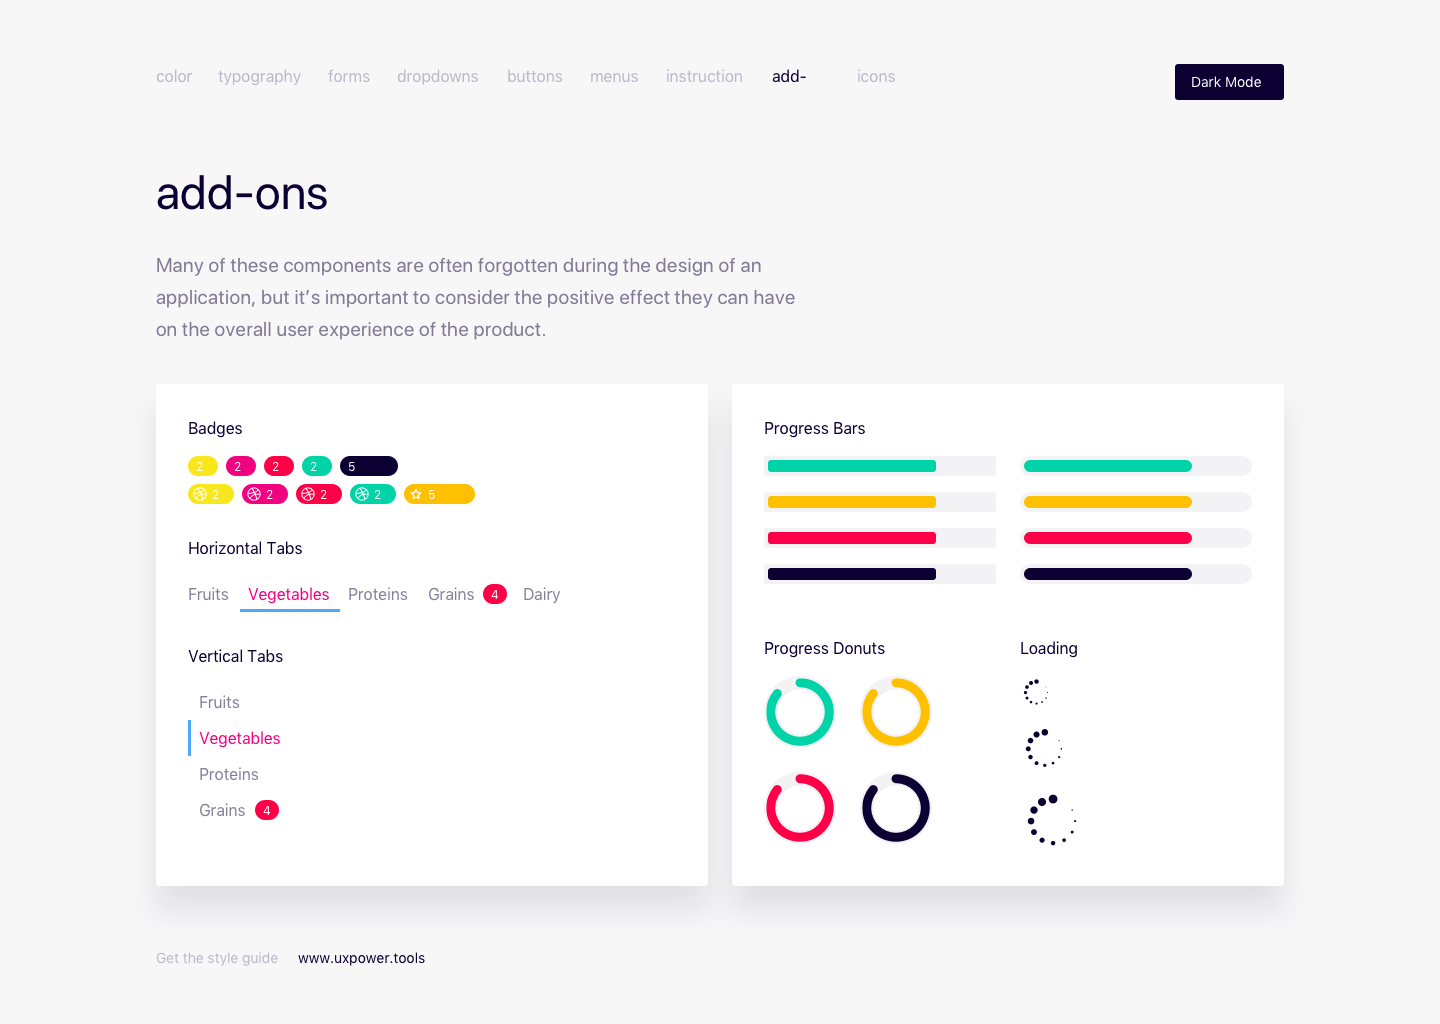 color typography forms dropdowns buttons menus instruction add- icons
Dark Mode
add-ons
Many of these components are often forgotten during the design of an
application, but it’s important to consider the positive effect they can have
on the overall user experience of the product.
Badges
2 2 2 2 5
2 2 2 2 5
Horizontal Tabs
Fruits Vegetables Proteins Grains 4 Dairy
Vertical Tabs
Fruits
Vegetables
Proteins
Grains 4
Progress Bars
Progress Donuts
Loading
Get the style guide www.uxpower.tools